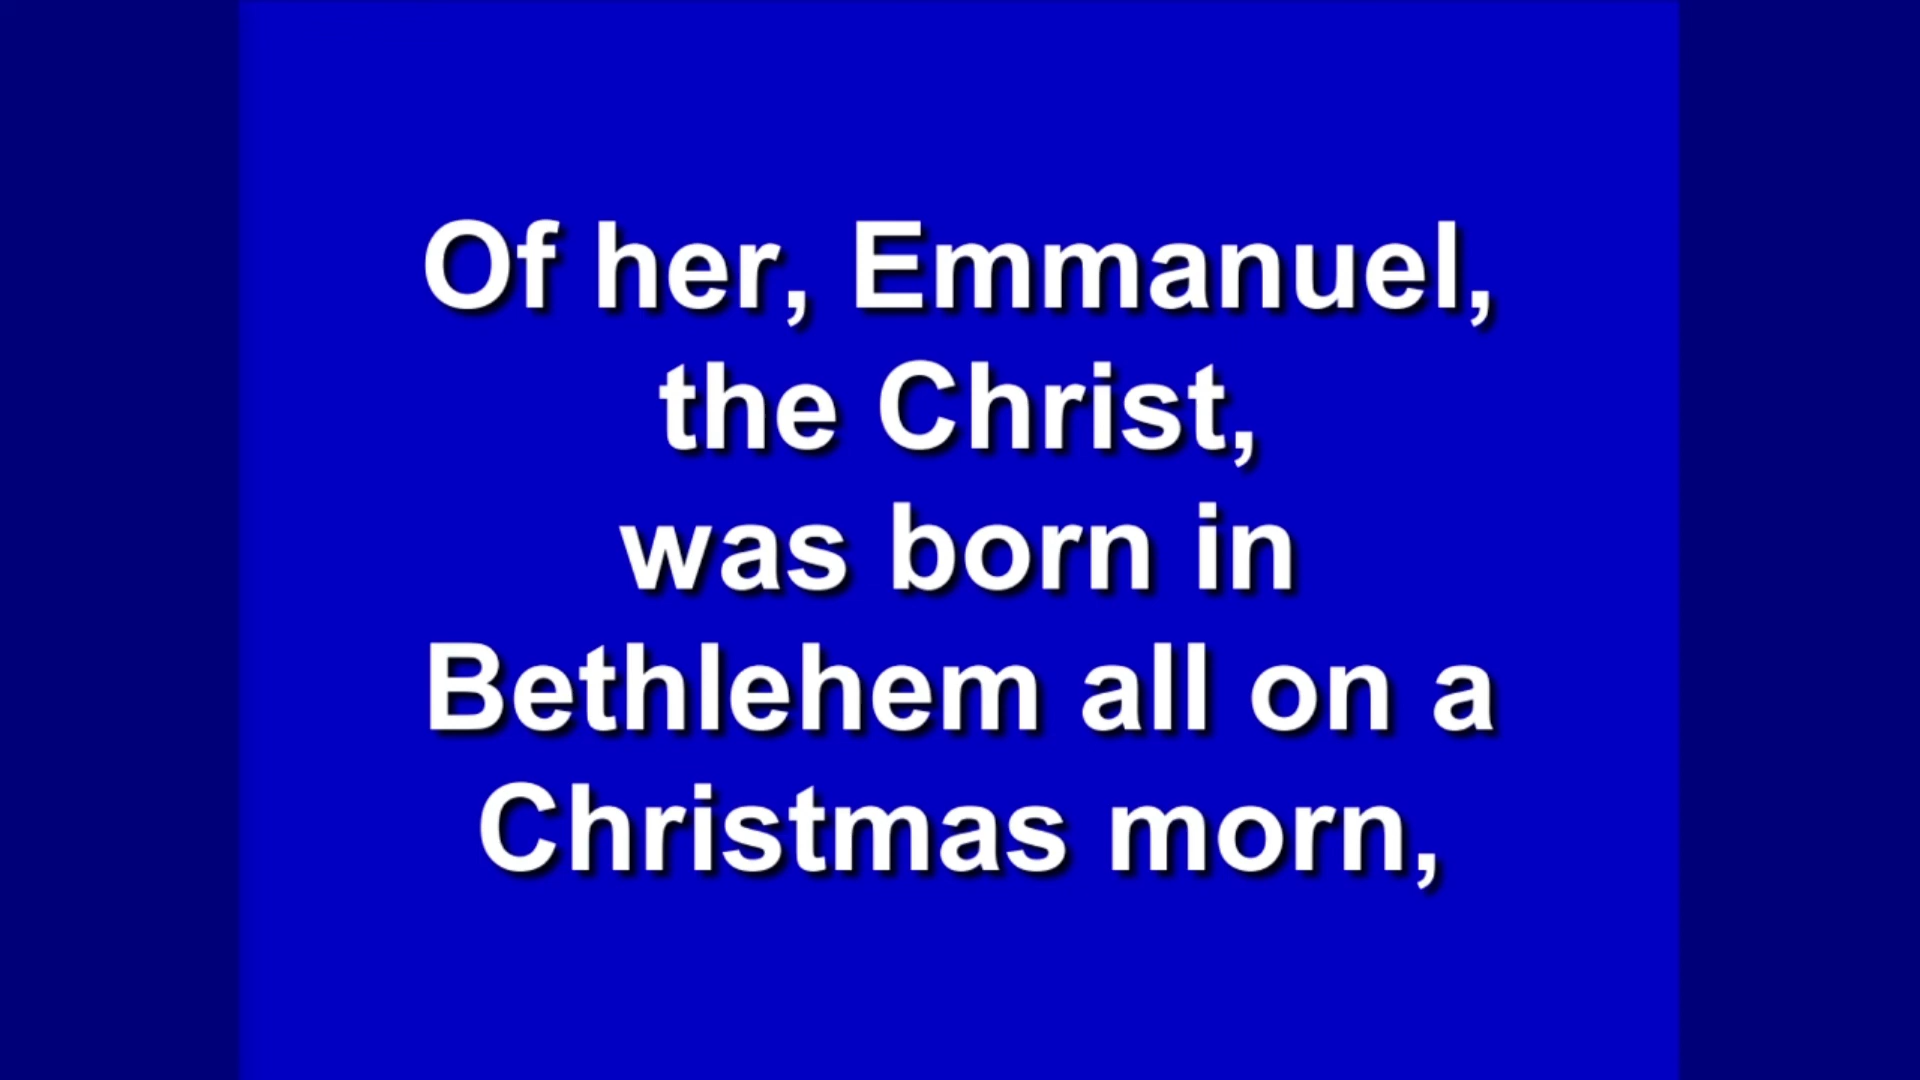 Of her, Emmanuel,
the Christ,
was born in
Bethlehem all on a
Christmas morn,